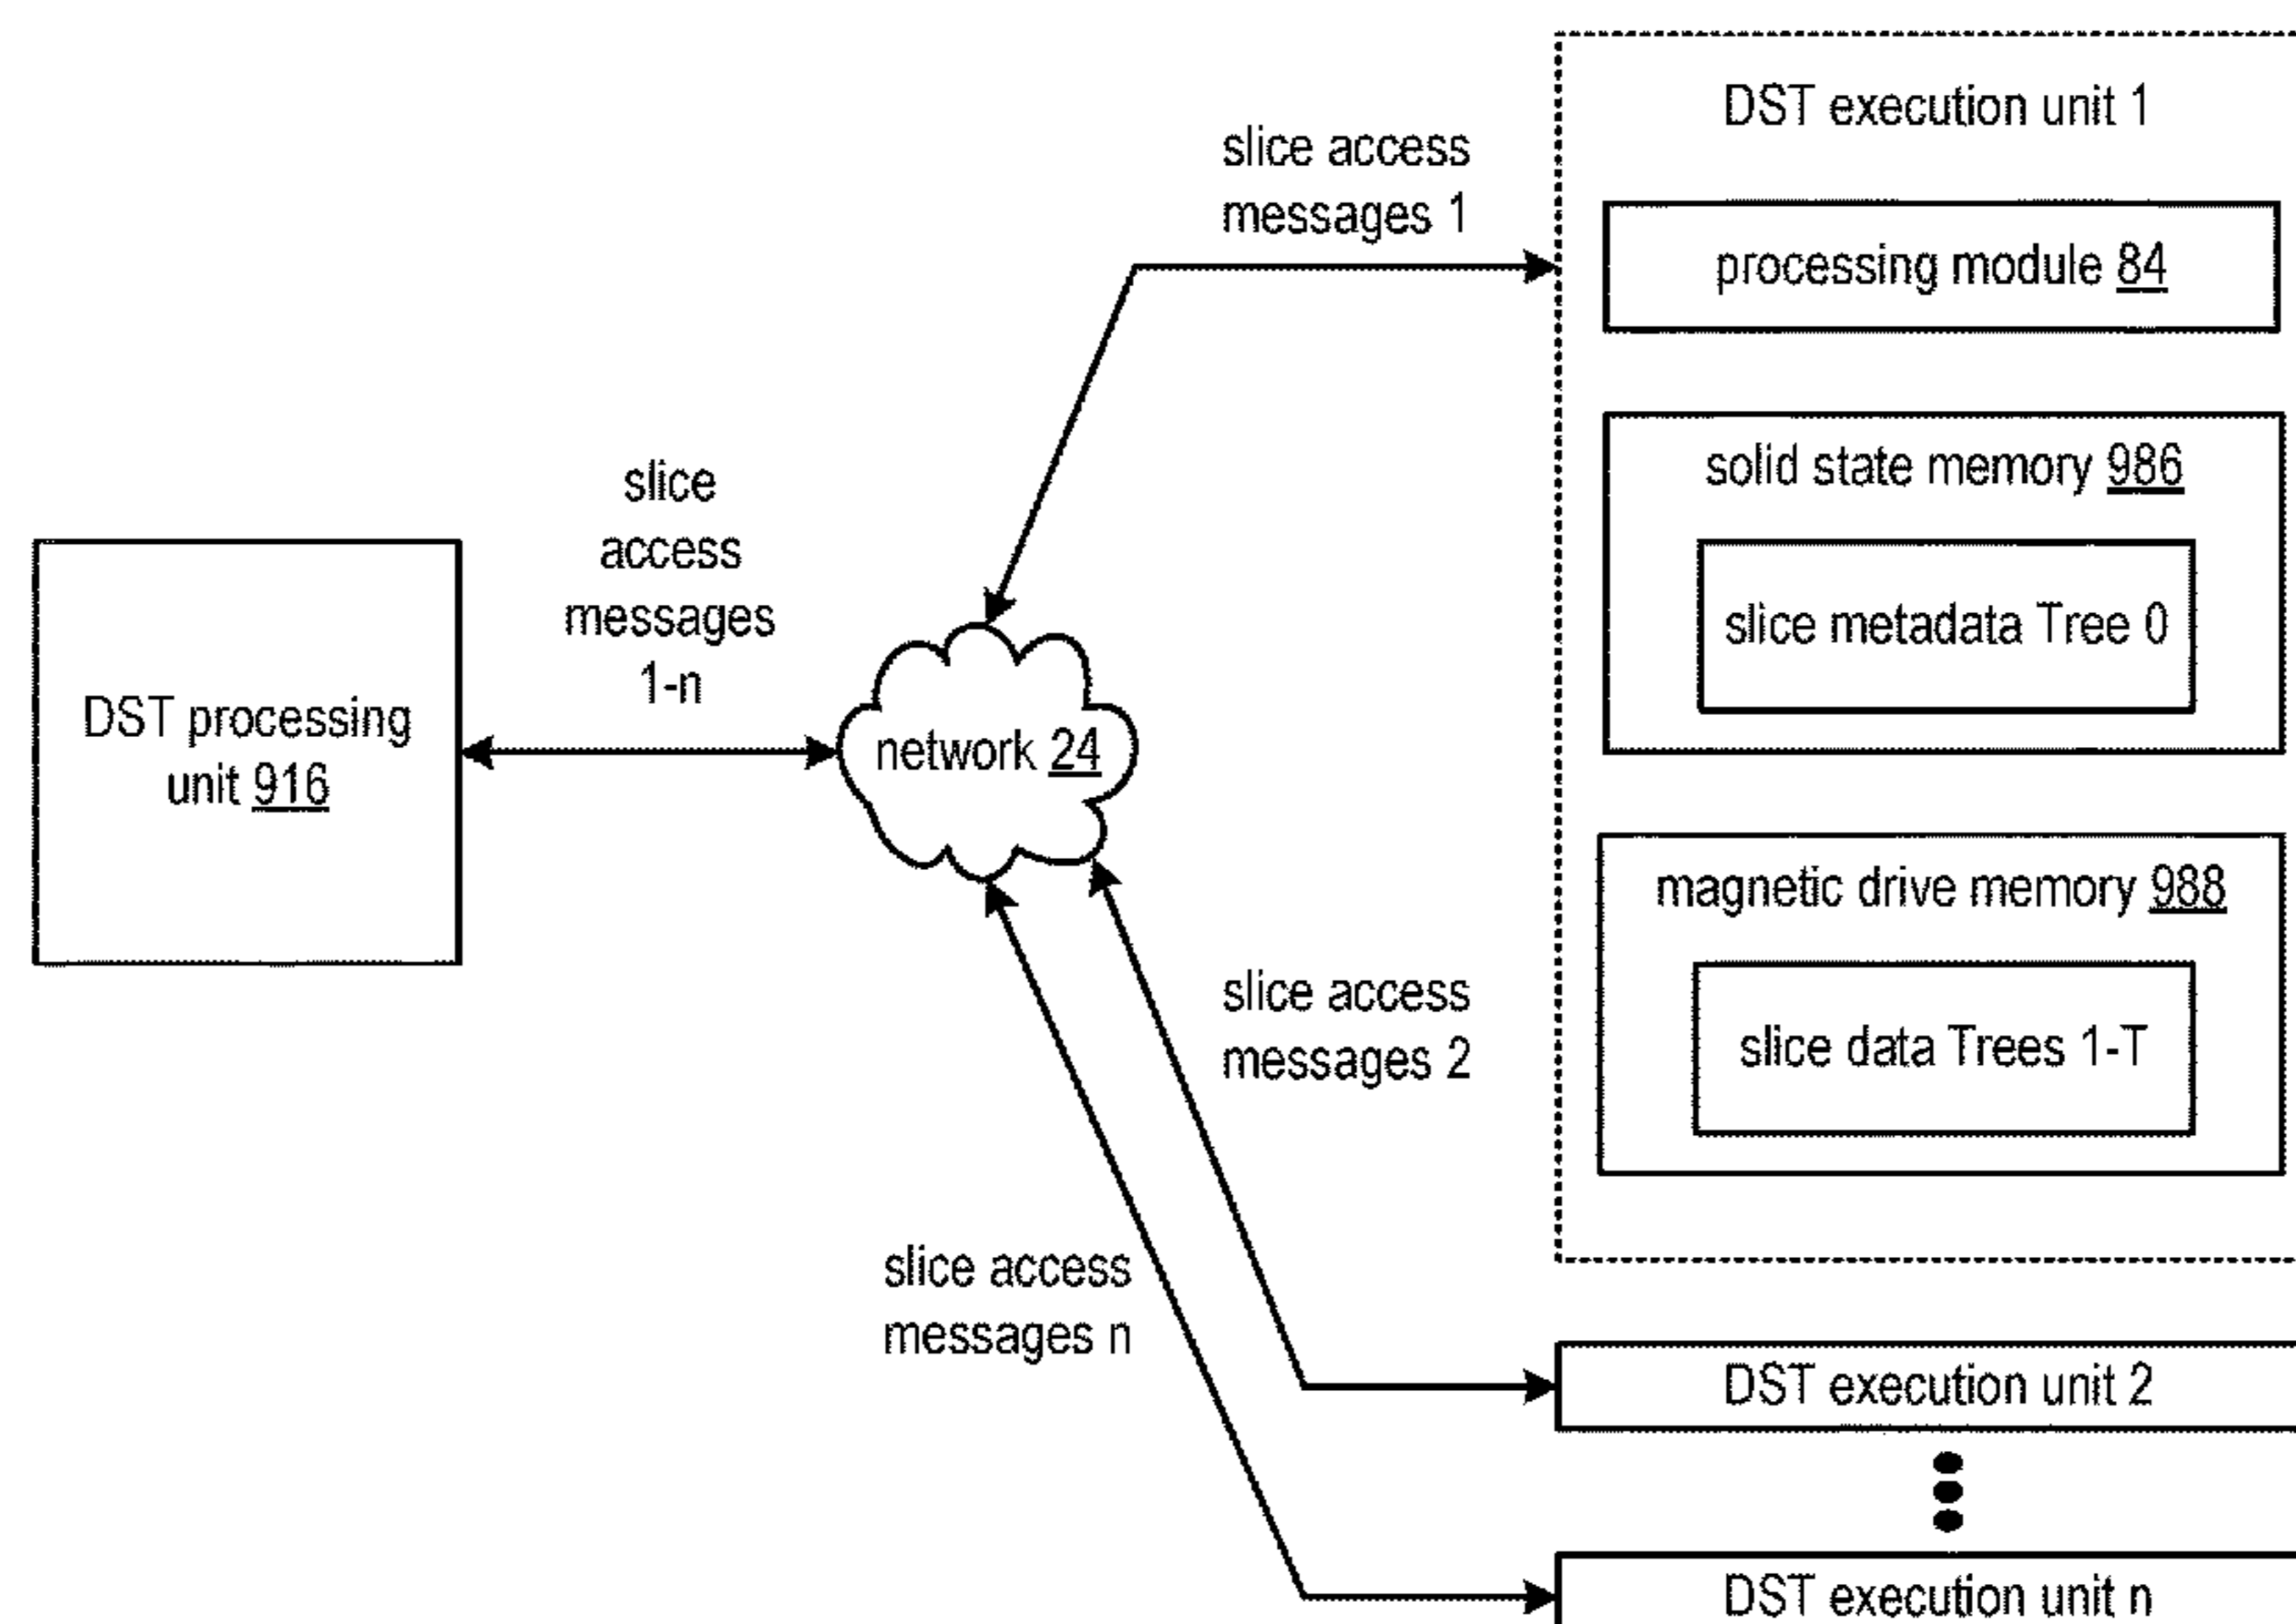 DST execution unit 1
slice access
messages 1
processing module 84
solid state memory 986
slice
access
messages
1-n
slice metadata Tree 0
DST processing
unit 916
network 24
magnetic drive memory 988
slice access
messages 2
slice data Trees 1-T
slice access
messages n
DST execution unit 2
DST execution unit n